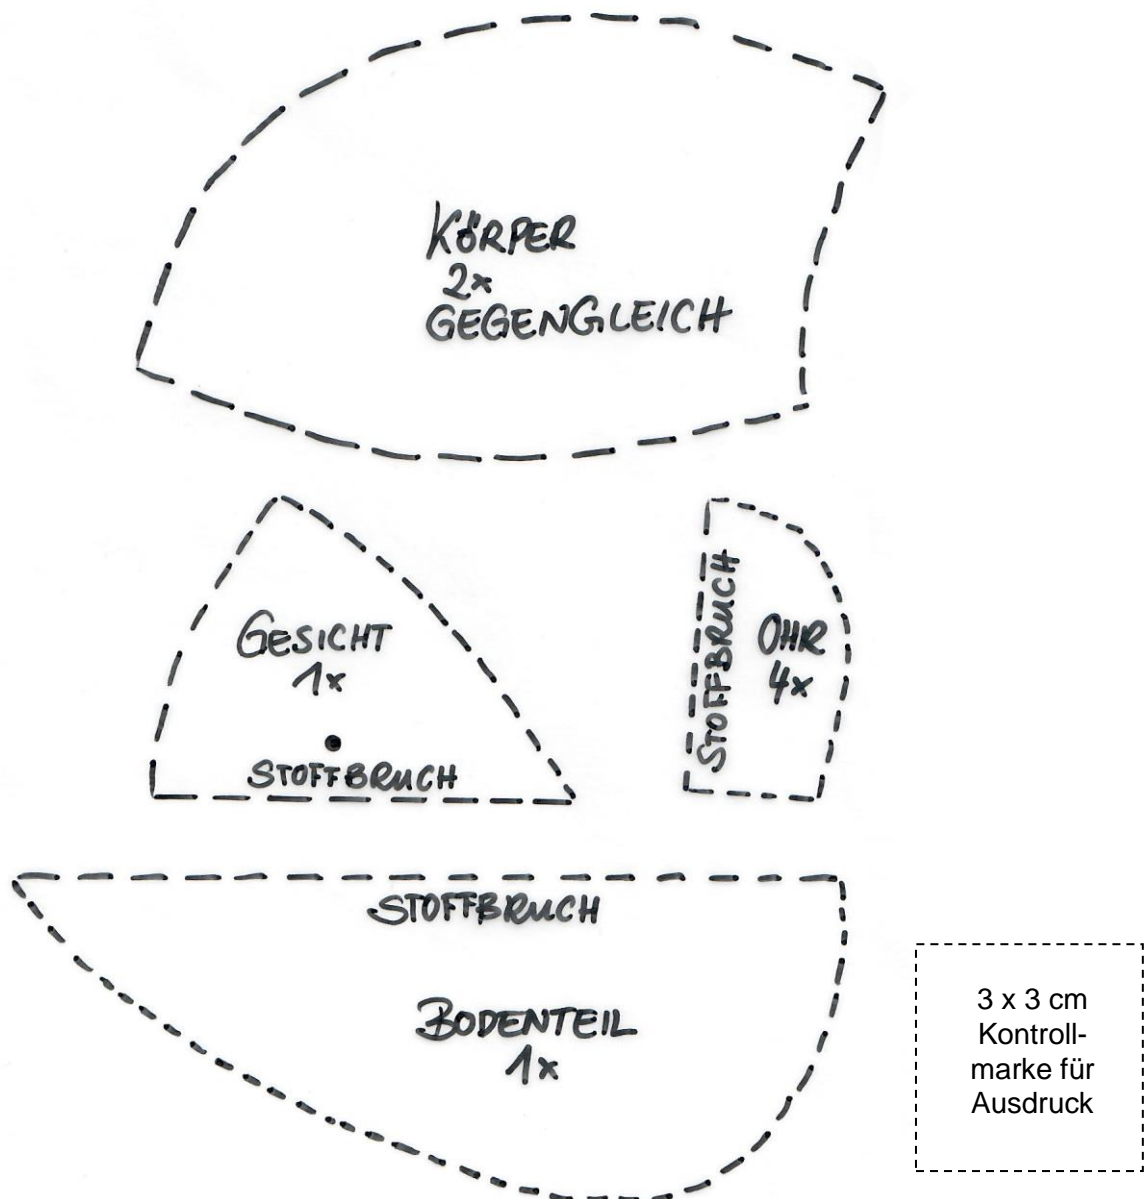 KÖRPER
2x
GEGENGLEICH
GESICHT
1x
STOFFBRUCH
STOFFBRUCH
OHR
4x
STOFFBRUCH
BODENTEIL
1x
3 x 3 cm
Kontroll-
marke für
Ausdruck